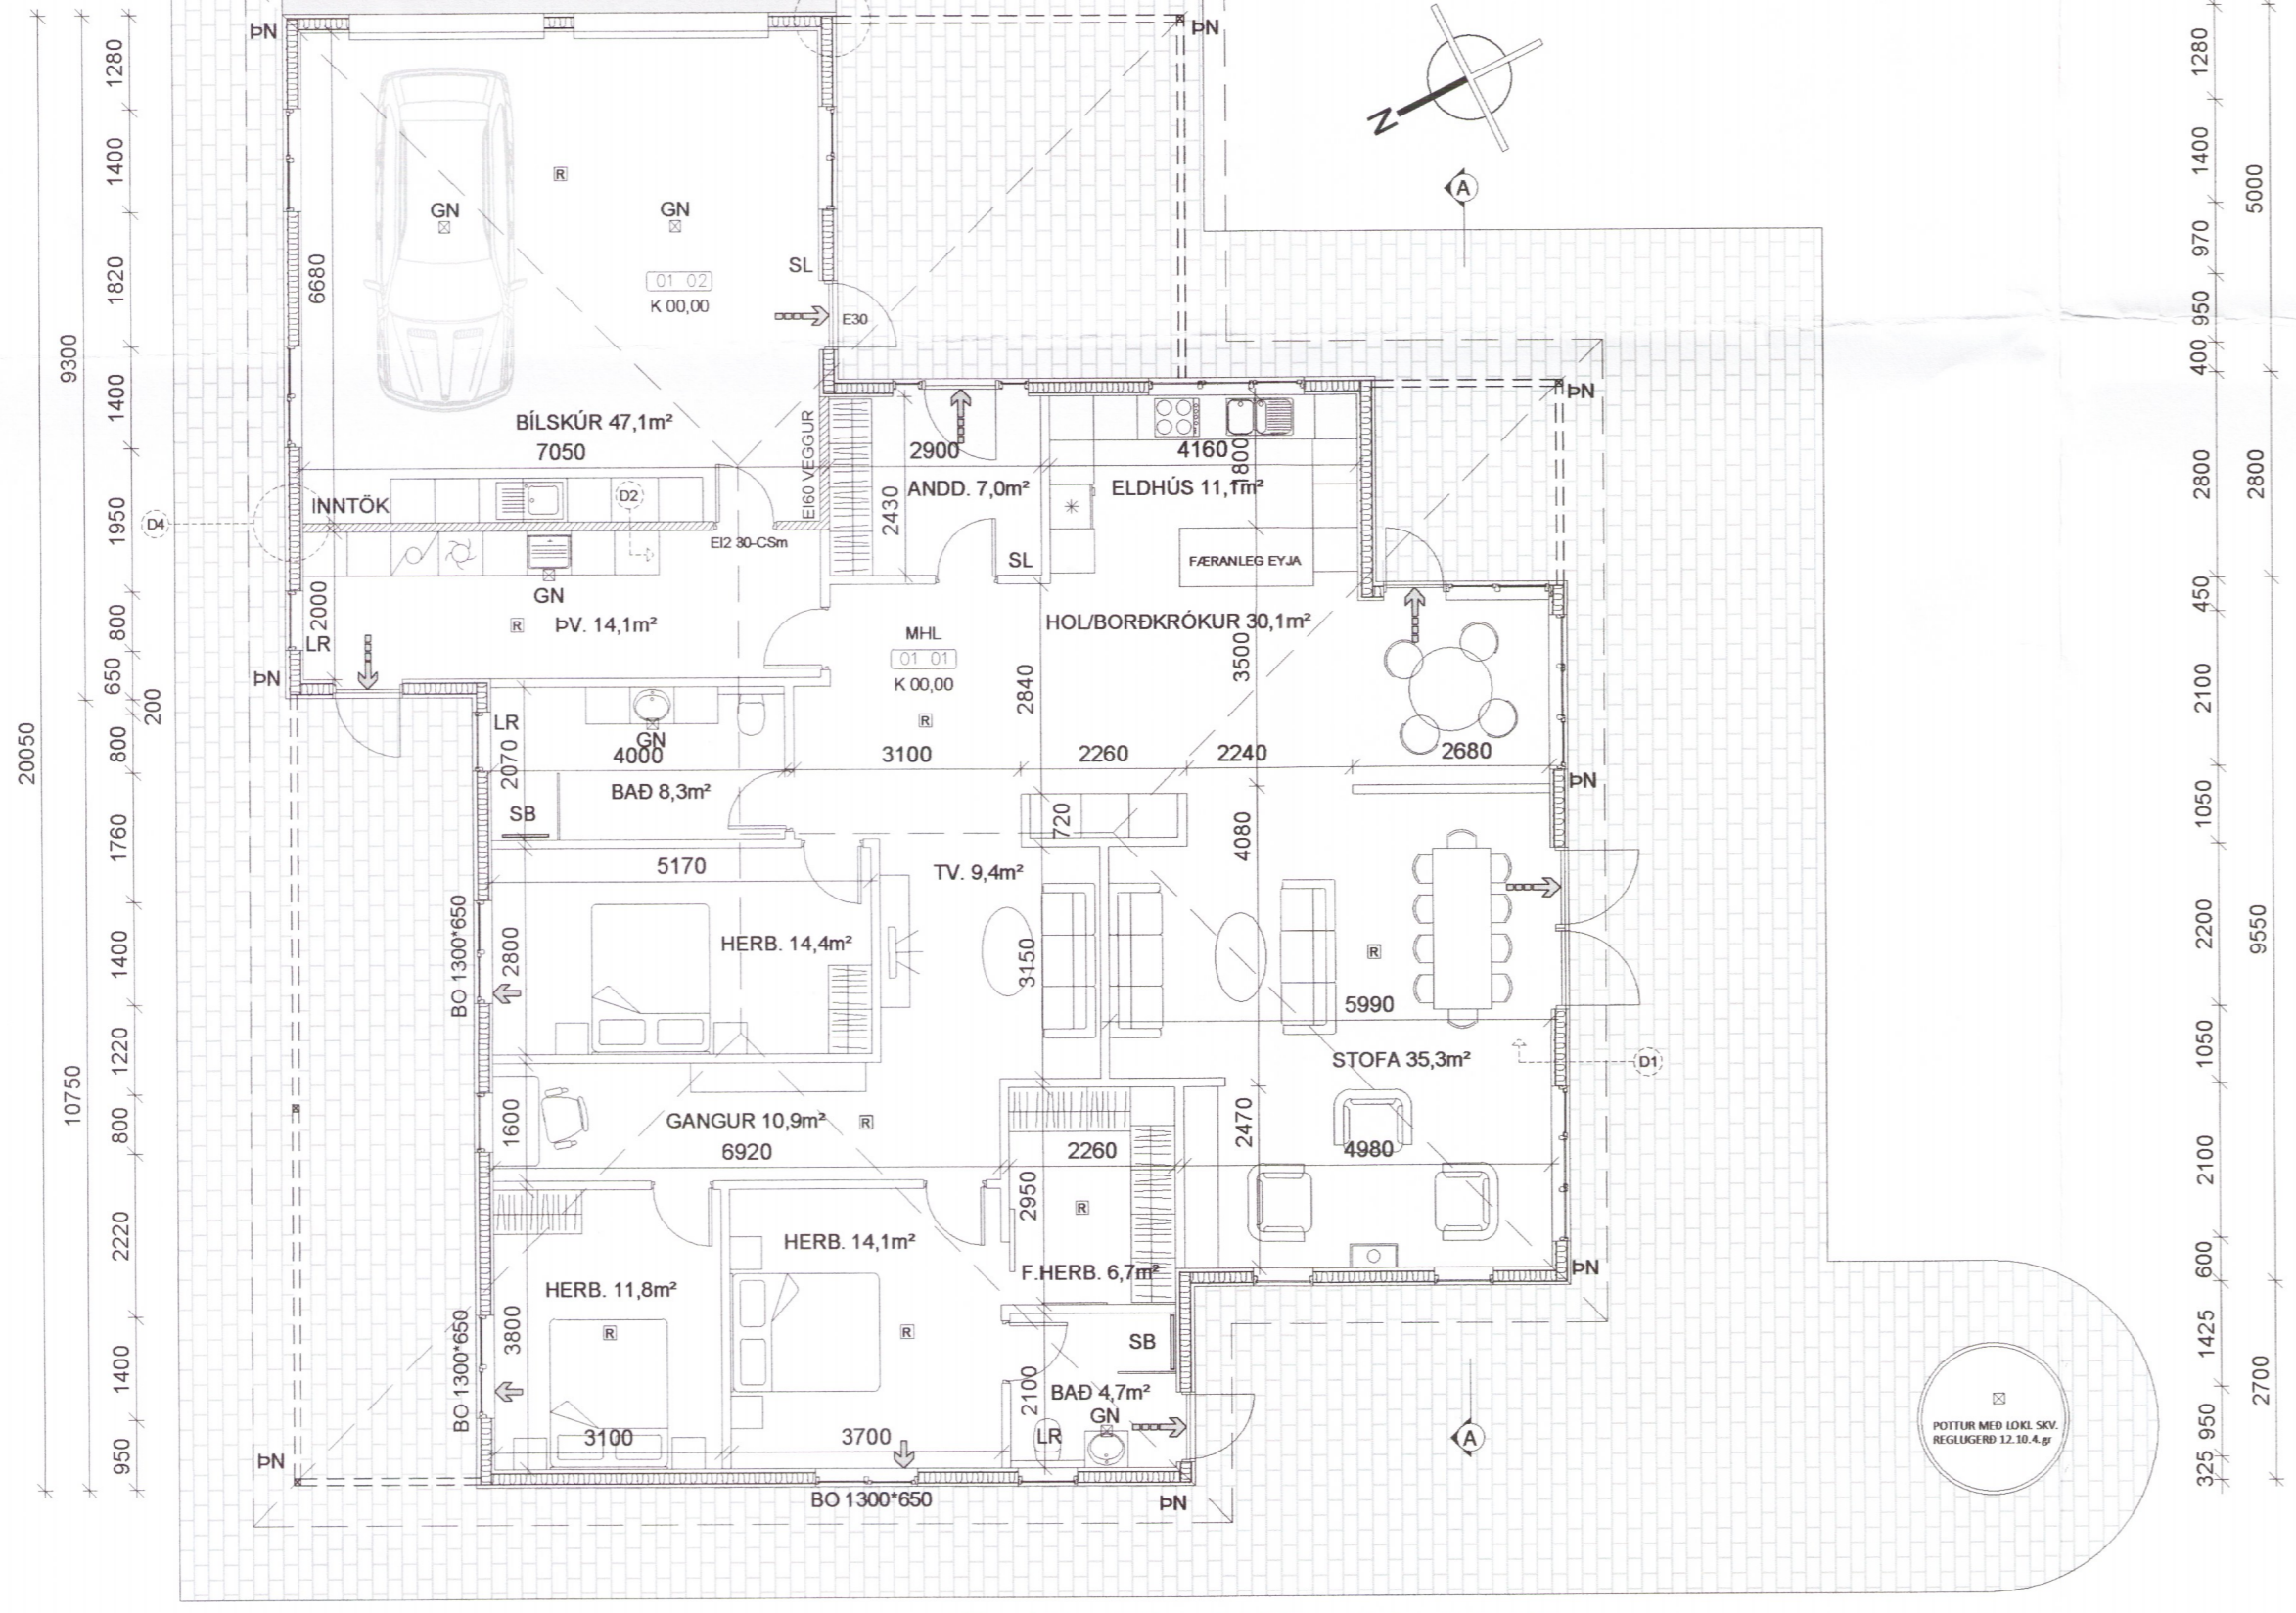 ÞN
ÞN
1280
1400
1820
1400
1950
800
650
200
800
1760
1400
1220
800
2220
1400
950
9300
10750
20050
1280
1400
970
950
400
2800
450
2100
1050
2200
1050
2100
600
1425
950
325
5000
2800
9550
2700
N
A
R
GN
GN
SL
01 02
K 00,00
6680
E30
BÍLSKÚR 47,1m²
7050
EI60 VEGGUR
INNTÖK
D2
D4
EI2 30-CSm
ÞN
2900
4160
1800
ANDD. 7,0m²
ELDHÚS 11,1m²
2430
SL
FÆRANLEG EYJA
GN
2000
LR
R
ÞV. 14,1m²
MHL
01 01
K 00,00
R
HOL/BORÐKRÓKUR 30,1m²
3500
2840
ÞN
LR
GN
2070
4000
3100
2260
2240
2680
ÞN
BAÐ 8,3m²
SB
720
4080
5170
TV. 9,4m²
BO 1300*650
2800
HERB. 14,4m²
3150
R
5990
STOFA 35,3m²
D1
1600
GANGUR 10,9m²
R
6920
2260
2470
4980
2950
R
HERB. 14,1m²
F.HERB. 6,7m²
ÞN
HERB. 11,8m²
R
R
BO 1300*650
3800
SB
2100
BAÐ 4,7m²
GN
LR
3100
3700
A
ÞN
BO 1300*650
ÞN
POTTUR MEÐ LOKI. SKV.
REGLUGERÐ 12.10.4.gr